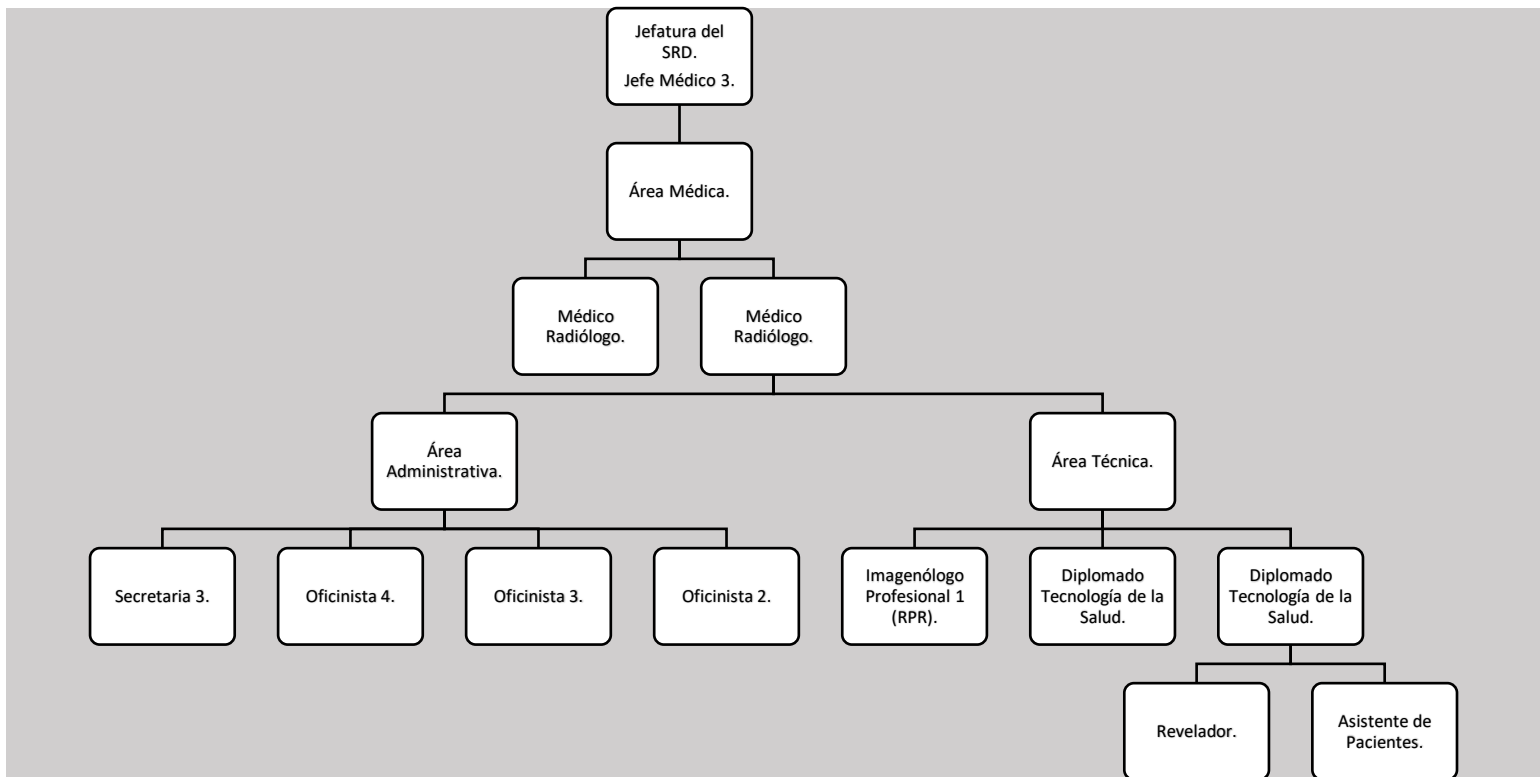 Jefatura del
SRD.
Jefe Médico 3.
Área Médica.
Médico
Radiólogo.
Médico
Radiólogo.
Área
Administrativa.
Área Técnica.
Secretaria 3.
Oficinista 4.
Oficinista 3.
Oficinista 2.
Imagenólogo
Profesional 1
(RPR).
Diplomado
Tecnología de la
Salud.
Diplomado
Tecnología de la
Salud.
Revelador.
Asistente de
Pacientes.